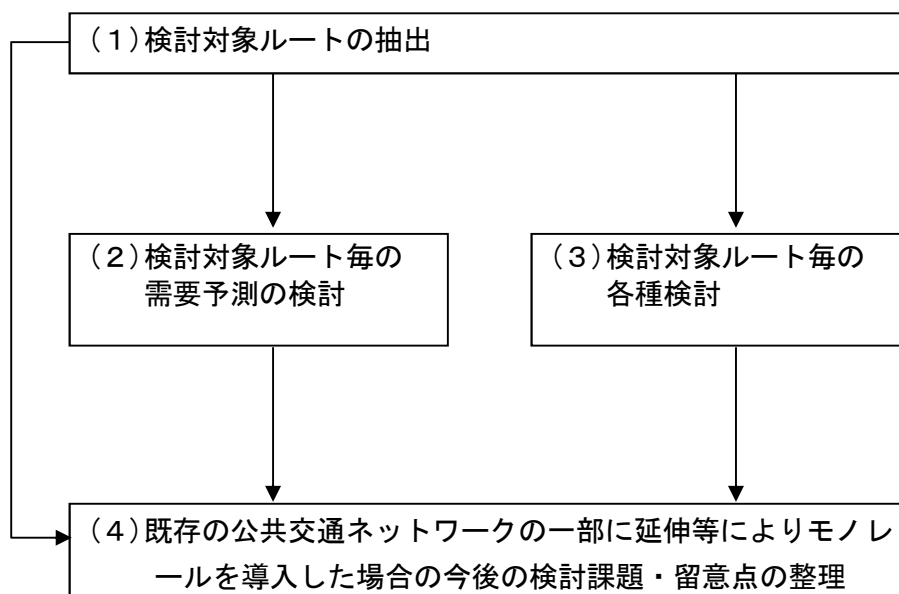 (1)検討対象ルートの抽出
(2)検討対象ルート毎の
需要予測の検討
(3)検討対象ルート毎の
各種検討
(4)既存の公共交通ネットワークの一部に延伸等によりモノレ
ールを導入した場合の今後の検討課題・留意点の整理